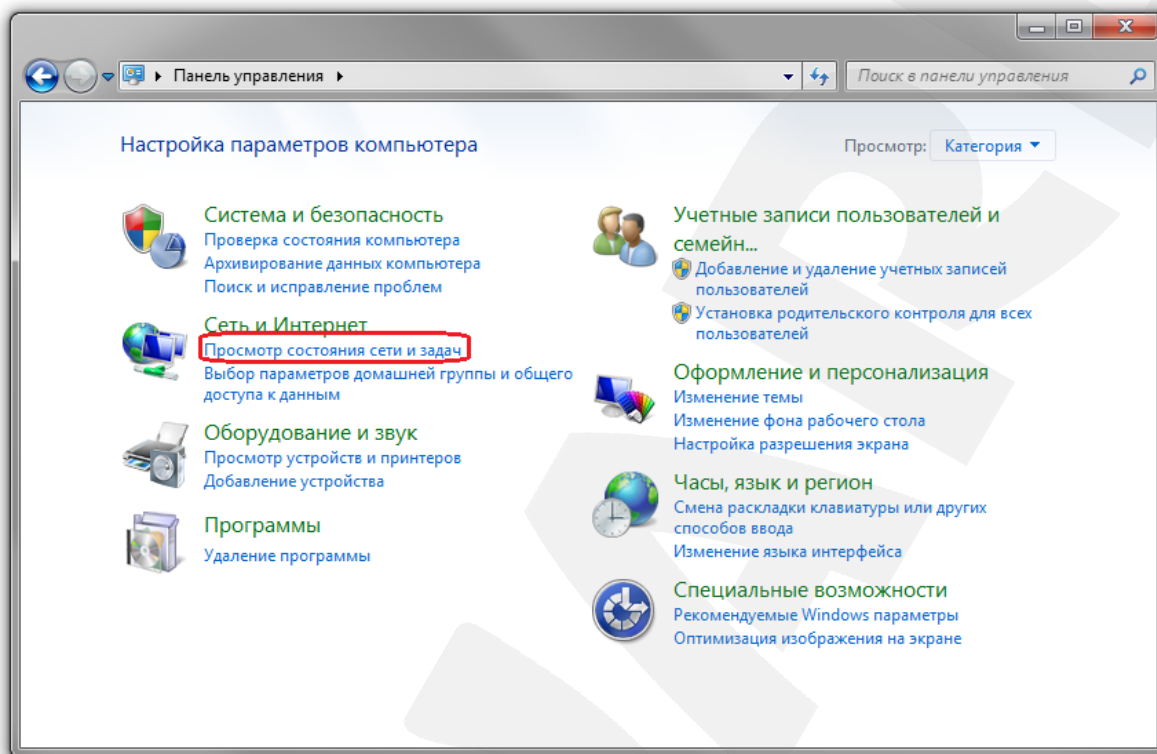 Панель управления
Поиск в панели управления
Настройка параметров компьютера
Просмотр: Категория
Система и безопасность
Проверка состояния компьютера
Архивирование данных компьютера
Поиск и исправление проблем
Сеть и Интернет
Просмотр состояния сети и задач
Выбор параметров домашней группы и общего
доступа к данным
Оборудование и звук
Просмотр устройств и принтеров
Добавление устройства
Программы
Удаление программы
Учетные записи пользователей и
семейн...
Добавление и удаление учетных записей
пользователей
Установка родительского контроля для всех
пользователей
Оформление и персонализация
Изменение темы
Изменение фона рабочего стола
Настройка разрешения экрана
Часы, язык и регион
Смена раскладки клавиатуры или других
способов ввода
Изменение языка интерфейса
Специальные возможности
Рекомендуемые Windows параметры
Оптимизация изображения на экране